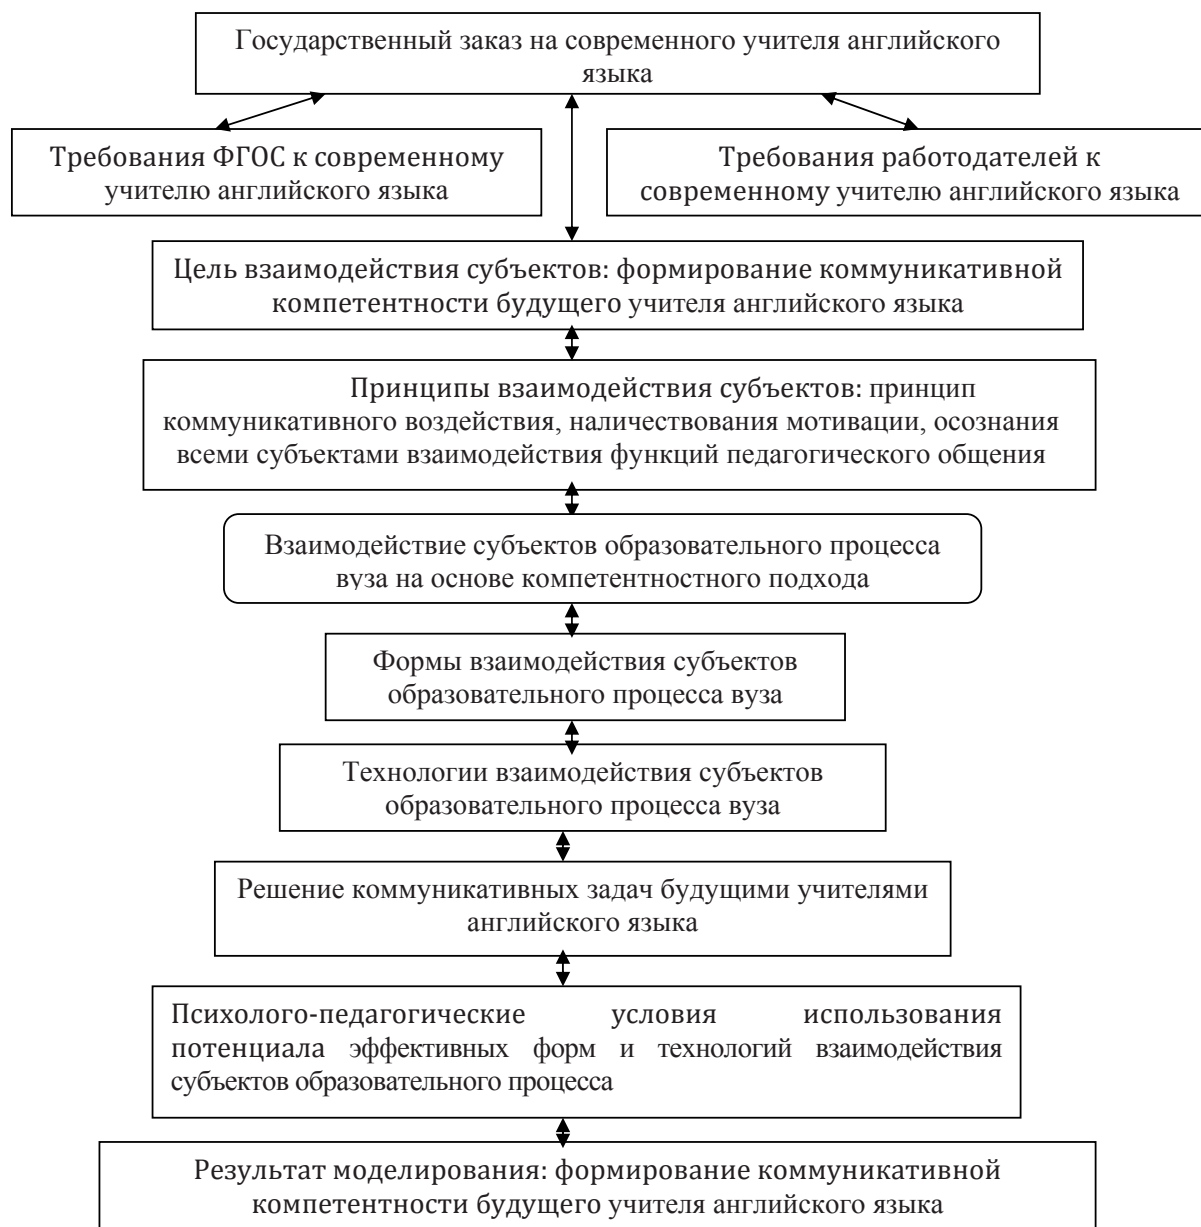 Государственный заказ на современного учителя английского
языка
Требования ФГОС к современному
учителю английского языка
Требования работодателей к
современному учителю английского языка
Цель взаимодействия субъектов: формирование коммуникативной
компетентности будущего учителя английского языка
Принципы взаимодействия субъектов: принцип
коммуникативного воздействия, наличествования мотивации, осознания
всеми субъектами взаимодействия функций педагогического общения
Взаимодействие субъектов образовательного процесса
вуза на основе компетентностного подхода
Формы взаимодействия субъектов
образовательного процесса вуза
Технологии взаимодействия субъектов
образовательного процесса вуза
Решение коммуникативных задач будущими учителями
английского языка
Психолого-педагогические условия использования
потенциала эффективных форм и технологий взаимодействия
субъектов образовательного процесса
Результат моделирования: формирование коммуникативной
компетентности будущего учителя английского языка